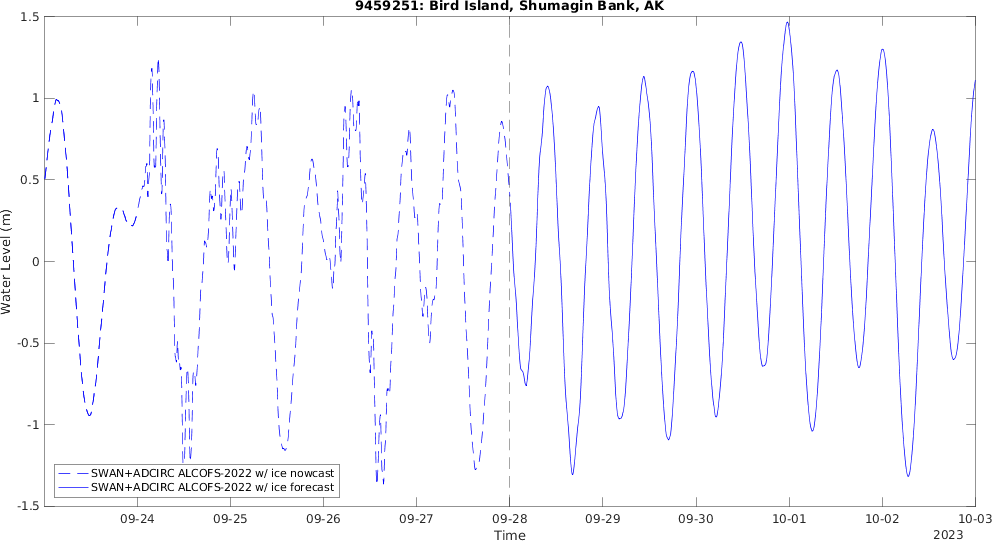 9459251: Bird Island, Shumagin Bank, AK
Water Level (m)
1.5
1
0.5
0
-0.5
-1
-1.5
SWAN+ADCIRC ALCOFS-2022 w/ ice nowcast
SWAN+ADCIRC ALCOFS-2022 w/ ice forecast
09-24 09-25 09-26 09-27 09-28 09-29 09-30 10-01 10-02 10-03
Time
2023